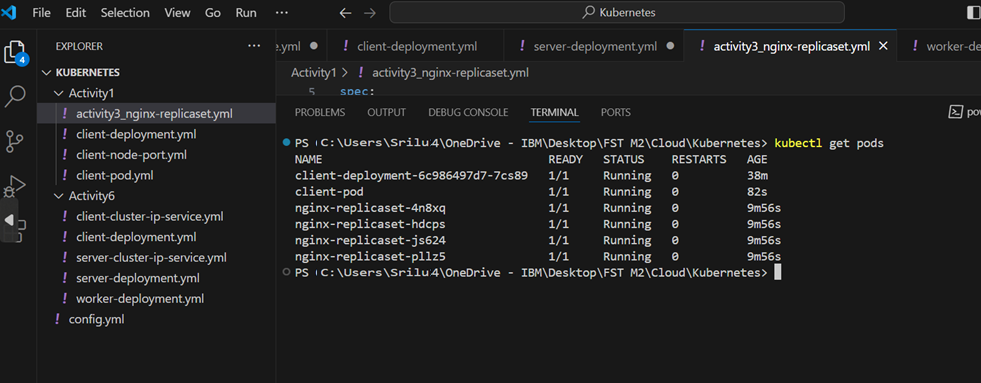 File Edit Selection View Go Run ··· ← → Kubernetes
EXPLORER ···
e.yml ● ! client-deployment.yml ! server-deployment.yml ● ! activity3_nginx-replicaset.yml × ! worker-de
4
KUBERNETES
Activity1 > ! activity3_nginx-replicaset.yml
Activity1
5 spec:
! activity3_nginx-replicaset.yml
! client-deployment.yml
! client-node-port.yml
! client-pod.yml
Activity6
! client-cluster-ip-service.yml
! client-deployment.yml
! server-cluster-ip-service.yml
! server-deployment.yml
! worker-deployment.yml
! config.yml
PROBLEMS OUTPUT DEBUG CONSOLE TERMINAL PORTS pow
PS C:\Users\Srilu4\OneDrive - IBM\Desktop\FST M2\Cloud\Kubernetes> kubectl get pods
NAME READY STATUS RESTARTS AGE
client-deployment-6c986497d7-7cs89 1/1 Running 0 38m
client-pod 1/1 Running 0 82s
nginx-replicaset-4n8xq 1/1 Running 0 9m56s
nginx-replicaset-hdcps 1/1 Running 0 9m56s
nginx-replicaset-js624 1/1 Running 0 9m56s
nginx-replicaset-pllz5 1/1 Running 0 9m56s
PS C:\Users\Srilu4\OneDrive - IBM\Desktop\FST M2\Cloud\Kubernetes>